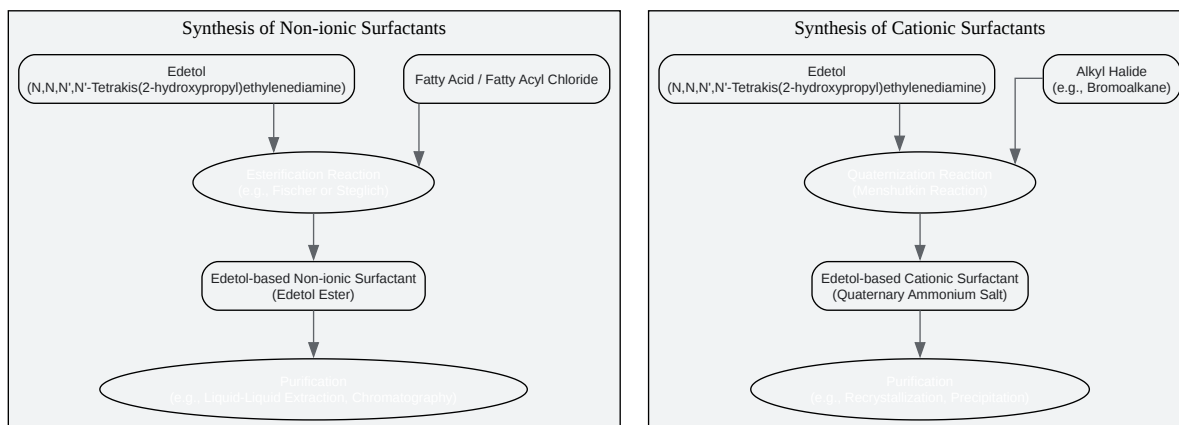 Synthesis of Non-ionic Surfactants
Edetol
(N,N,N',N'-Tetrakis(2-hydroxypropyl)ethylenediamine)
Fatty Acid / Fatty Acyl Chloride
Esterification Reaction
(e.g., Fischer or Steglich)
Edetol-based Non-ionic Surfactant
(Edetol Ester)
Purification
(e.g., Liquid-Liquid Extraction, Chromatography)
Synthesis of Cationic Surfactants
Edetol
(N,N,N',N'-Tetrakis(2-hydroxypropyl)ethylenediamine)
Alkyl Halide
(e.g., Bromoalkane)
Quaternization Reaction
(Menshutkin Reaction)
Edetol-based Cationic Surfactant
(Quaternary Ammonium Salt)
Purification
(e.g., Recrystallization, Precipitation)